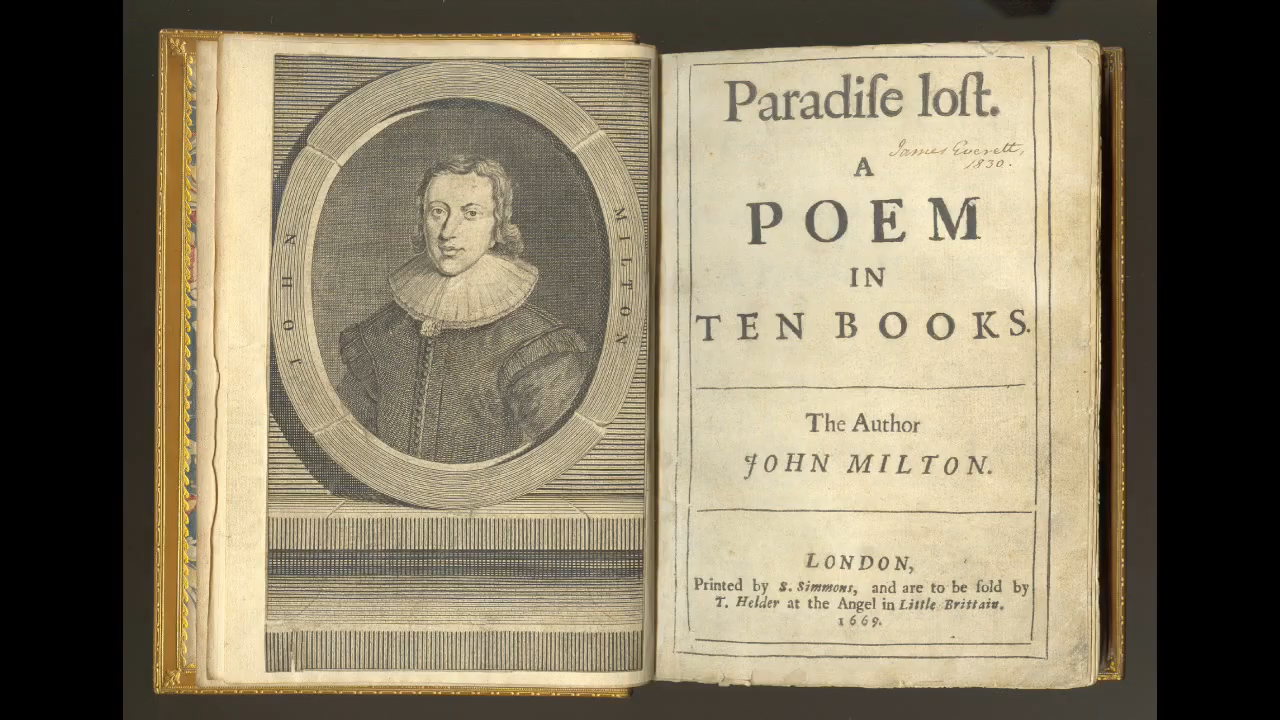 JOHN MILTON
Paradiſe loſt.
James Everett,
1830.
A
POEM
IN
TEN BOOKS.
The Author
JOHN MILTON.
LONDON,
Printed by S. Simmons, and are to be ſold by
T. Helder at the Angel in Little Brittain.
1669.